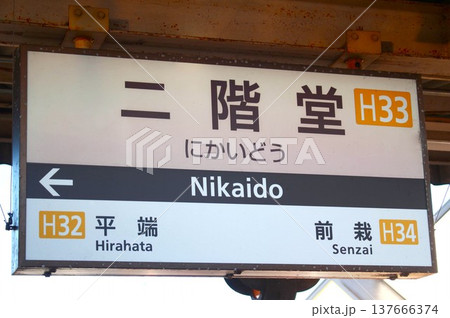 二階堂 H33
にかいどう
← Nikaido
H32 平端 前栽 H34
Hirahata Senzai
PIXTA
137666374